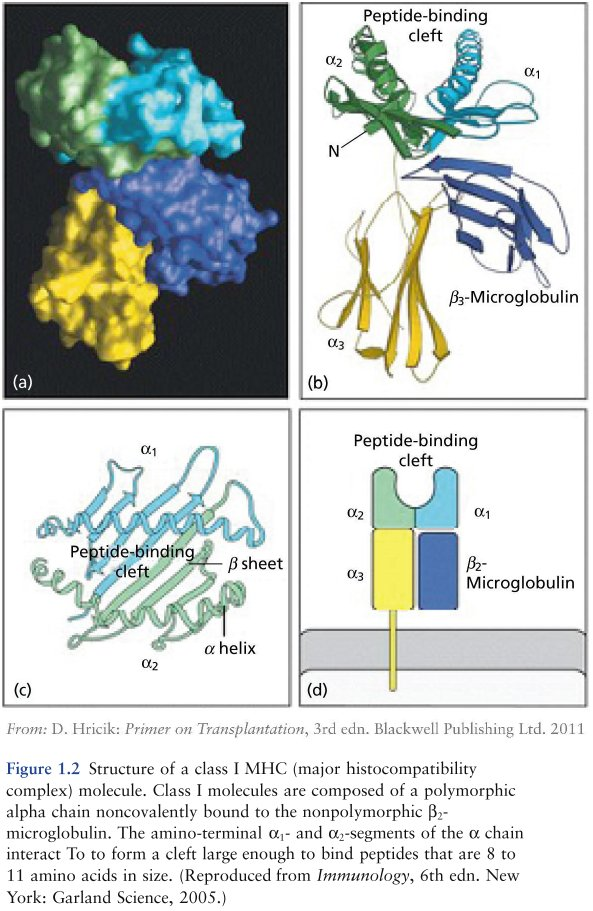 Peptide-binding
cleft
α2
α1
N
β3-Microglobulin
α3
(a)
(b)
α1
Peptide-binding
cleft
β sheet
α helix
α2
(c)
Peptide-binding
cleft
α2
α1
α3
β2-
Microglobulin
(d)
From: D. Hricik: Primer on Transplantation, 3rd edn. Blackwell Publishing Ltd. 2011
Figure 1.2 Structure of a class I MHC (major histocompatibility
complex) molecule. Class I molecules are composed of a polymorphic
alpha chain noncovalently bound to the nonpolymorphic β2-
microglobulin. The amino-terminal α1- and α2-segments of the α chain
interact To to form a cleft large enough to bind peptides that are 8 to
11 amino acids in size. (Reproduced from Immunology, 6th edn. New
York: Garland Science, 2005.)